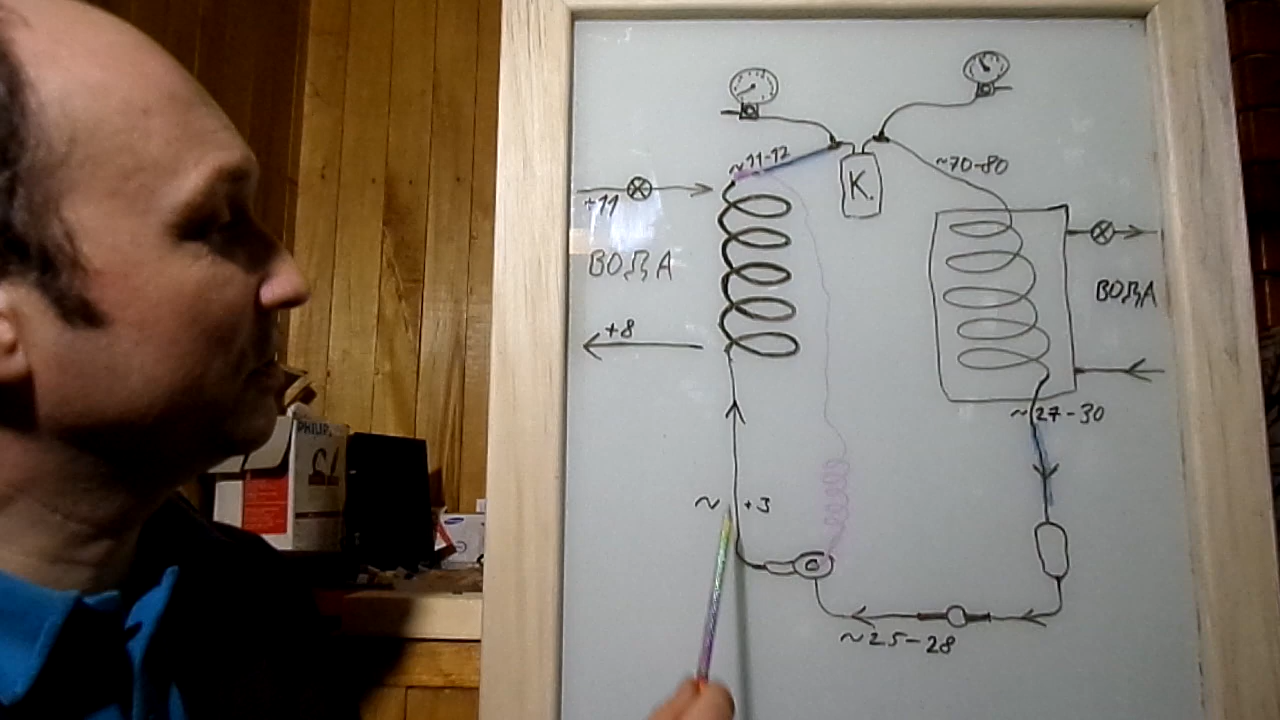 ~11-12
К.
~70-80
+11
ВОДА
ВОДА
+8
~27-30
PHILIPS
~ +3
~25-28